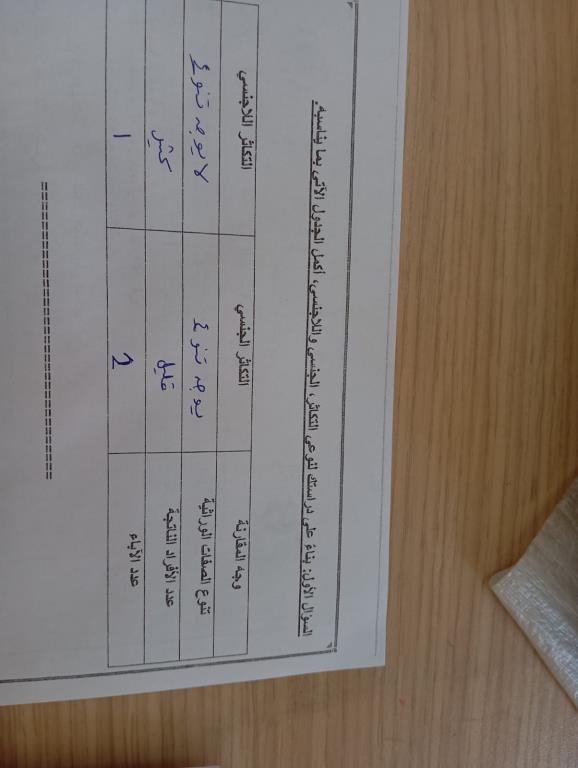 السؤال الأول: بناءً على دراستك لنوعي التكاثر، الجنسي واللاجنسي، أكمل الجدول الآتي بما يناسبه.
وجه المقارنة التكاثر الجنسي التكاثر اللاجنسي
تنوع الصفات الوراثية يوجد تنوع لا يوجد تنوع
عدد الأفراد الناتجة قليل كثير
عدد الآباء 2 1
================================